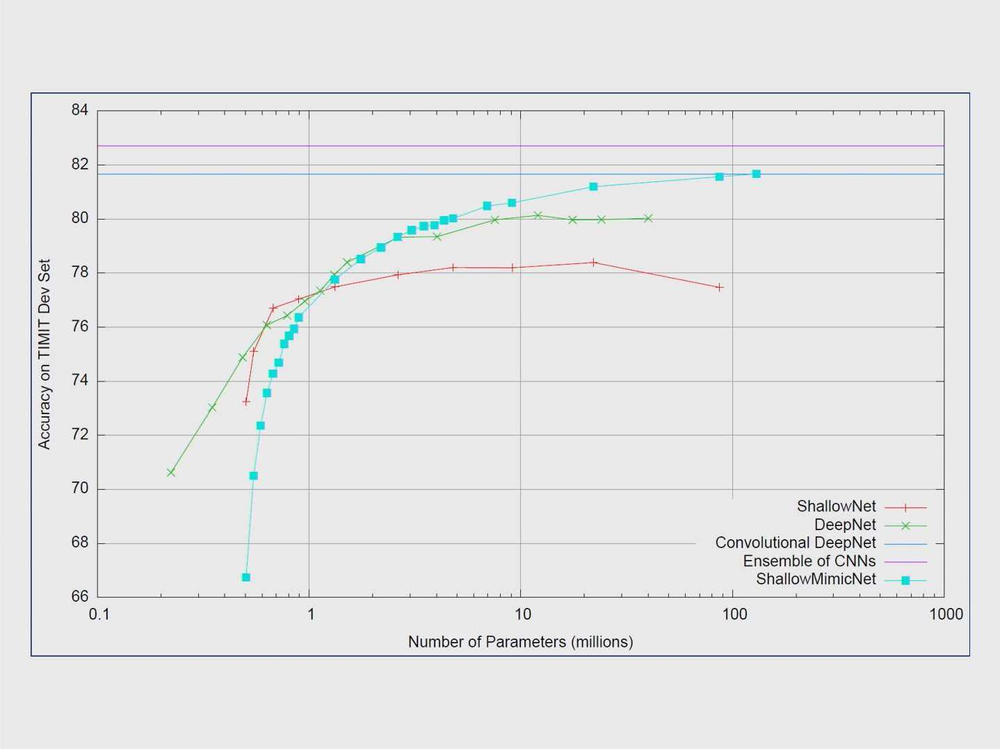 84
82
80
78
76
74
72
70
68
66
Accuracy on TIMIT Dev Set
ShallowNet
DeepNet
Convolutional DeepNet
Ensemble of CNNs
ShallowMimicNet
0.1 1 10 100 1000
Number of Parameters (millions)